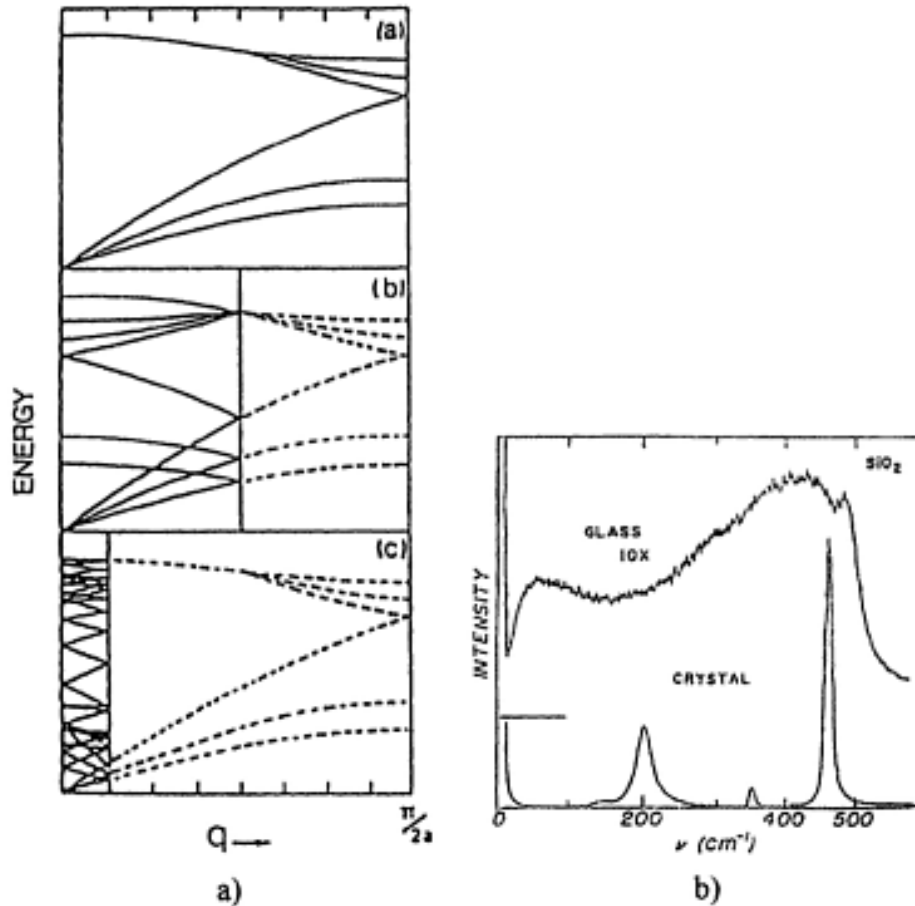 (a)
(b)
(c)
ENERGY
q→
π/2a
a)
SiO₂
GLASS
10X
CRYSTAL
INTENSITY
0 200 400 500
ν (cm⁻¹)
b)